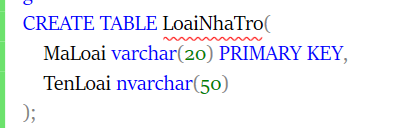 CREATE TABLE LoaiNhaTro(
MaLoai varchar(20) PRIMARY KEY,
TenLoai nvarchar(50)
);